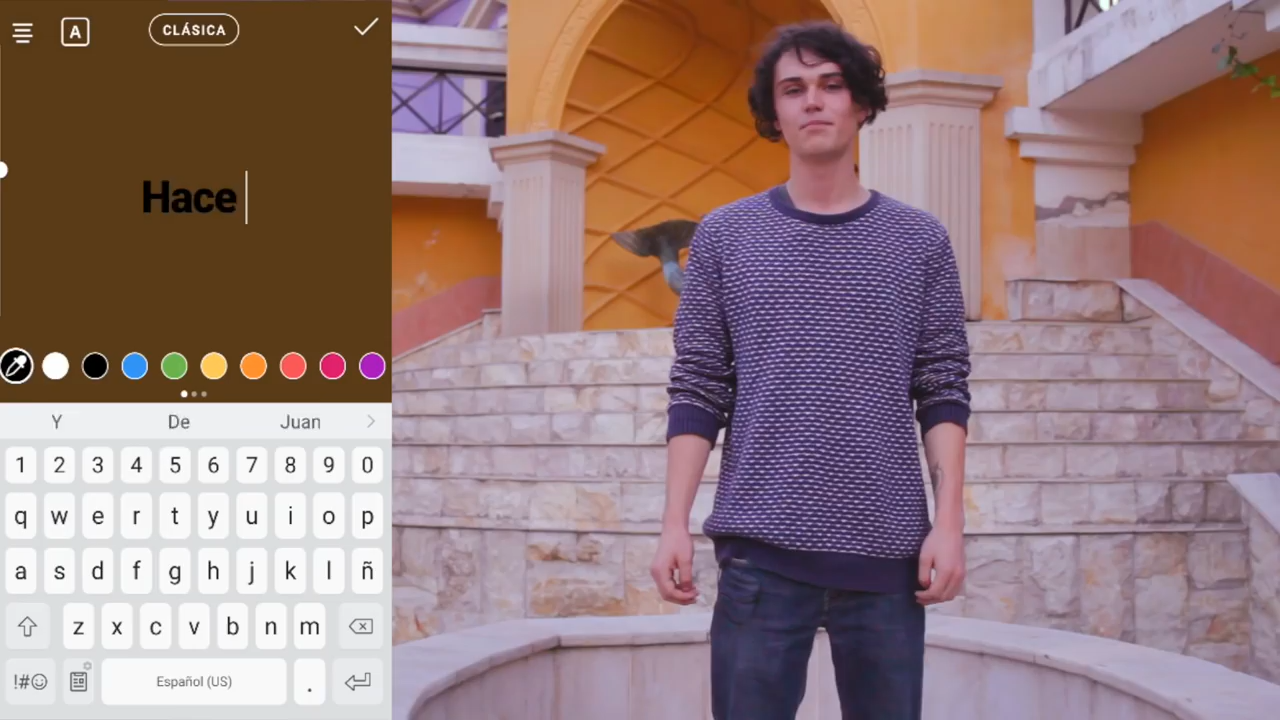 A
CLÁSICA
Hace
Y De Juan
1 2 3 4 5 6 7 8 9 0
q w e r t y u i o p
a s d f g h j k l ñ
z x c v b n m
!#☺ Español (US) .